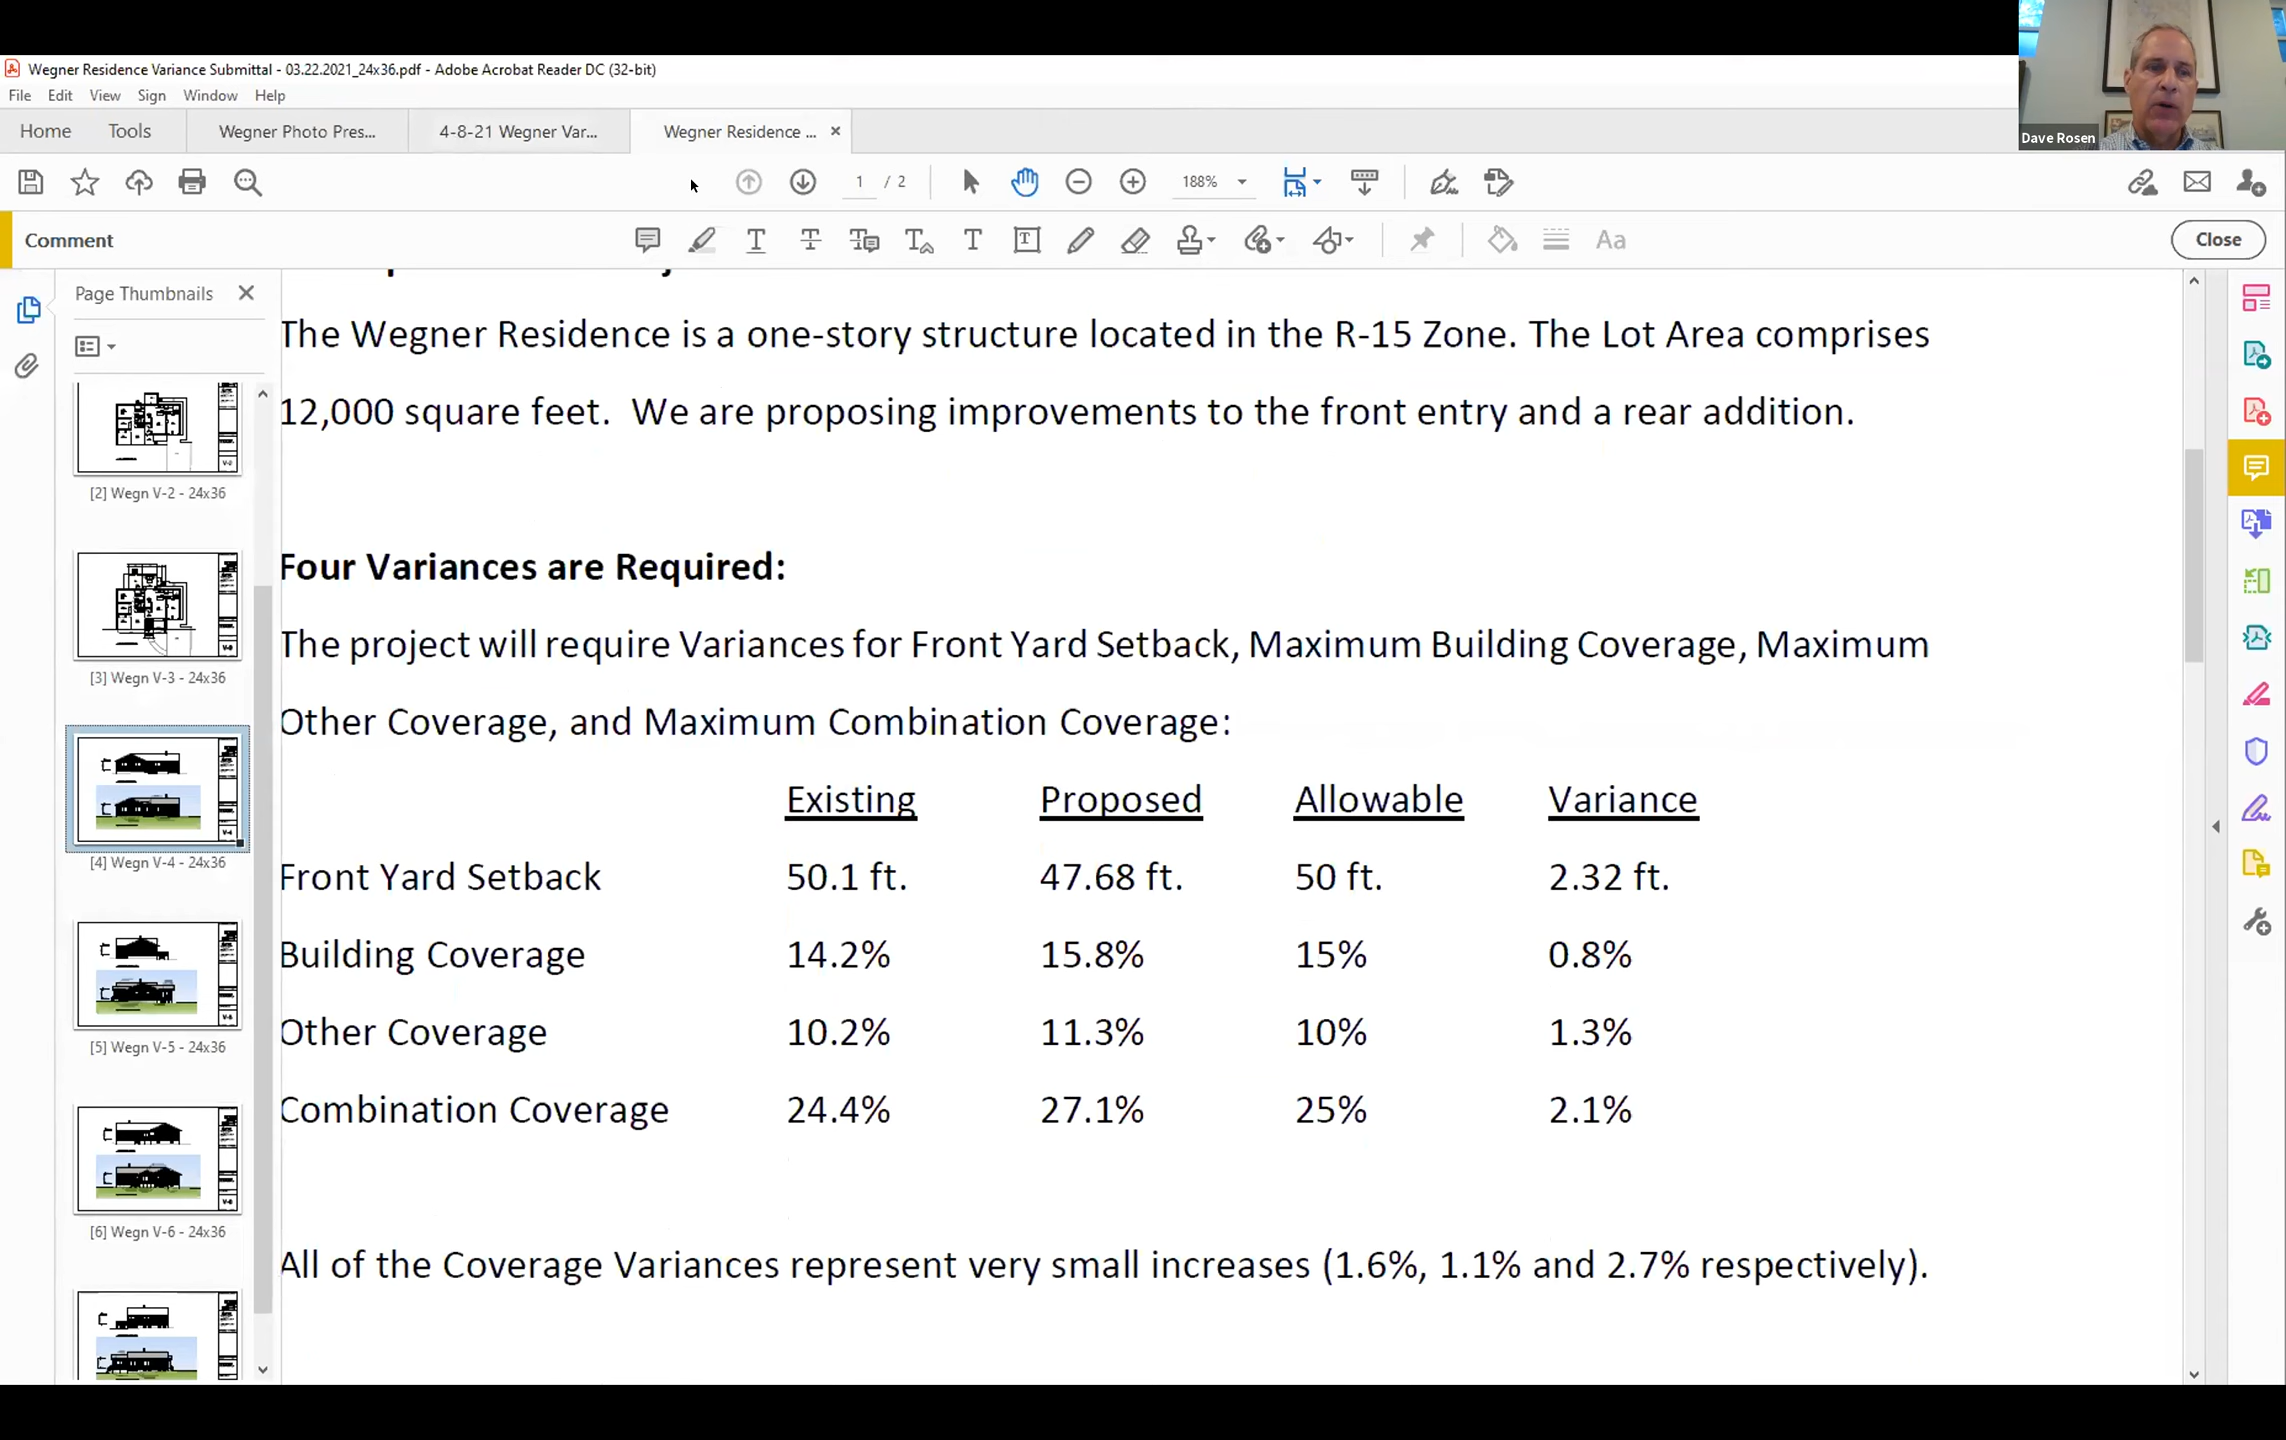 Wegner Residence Variance Submittal - 03.22.2021_24x36.pdf - Adobe Acrobat Reader DC (32-bit)
File Edit View Sign Window Help
Dave Rosen
Home Tools Wegner Photo Pres... 4-8-21 Wegner Var... Wegner Residence ...
1 / 2 188%
Comment
Close
Page Thumbnails
[2] Wegn V-2 - 24x36
[3] Wegn V-3 - 24x36
[4] Wegn V-4 - 24x36
[5] Wegn V-5 - 24x36
[6] Wegn V-6 - 24x36
The Wegner Residence is a one-story structure located in the R-15 Zone. The Lot Area comprises
12,000 square feet. We are proposing improvements to the front entry and a rear addition.
Four Variances are Required:
The project will require Variances for Front Yard Setback, Maximum Building Coverage, Maximum
Other Coverage, and Maximum Combination Coverage:
Existing Proposed Allowable Variance
Front Yard Setback 50.1 ft. 47.68 ft. 50 ft. 2.32 ft.
Building Coverage 14.2% 15.8% 15% 0.8%
Other Coverage 10.2% 11.3% 10% 1.3%
Combination Coverage 24.4% 27.1% 25% 2.1%
All of the Coverage Variances represent very small increases (1.6%, 1.1% and 2.7% respectively).